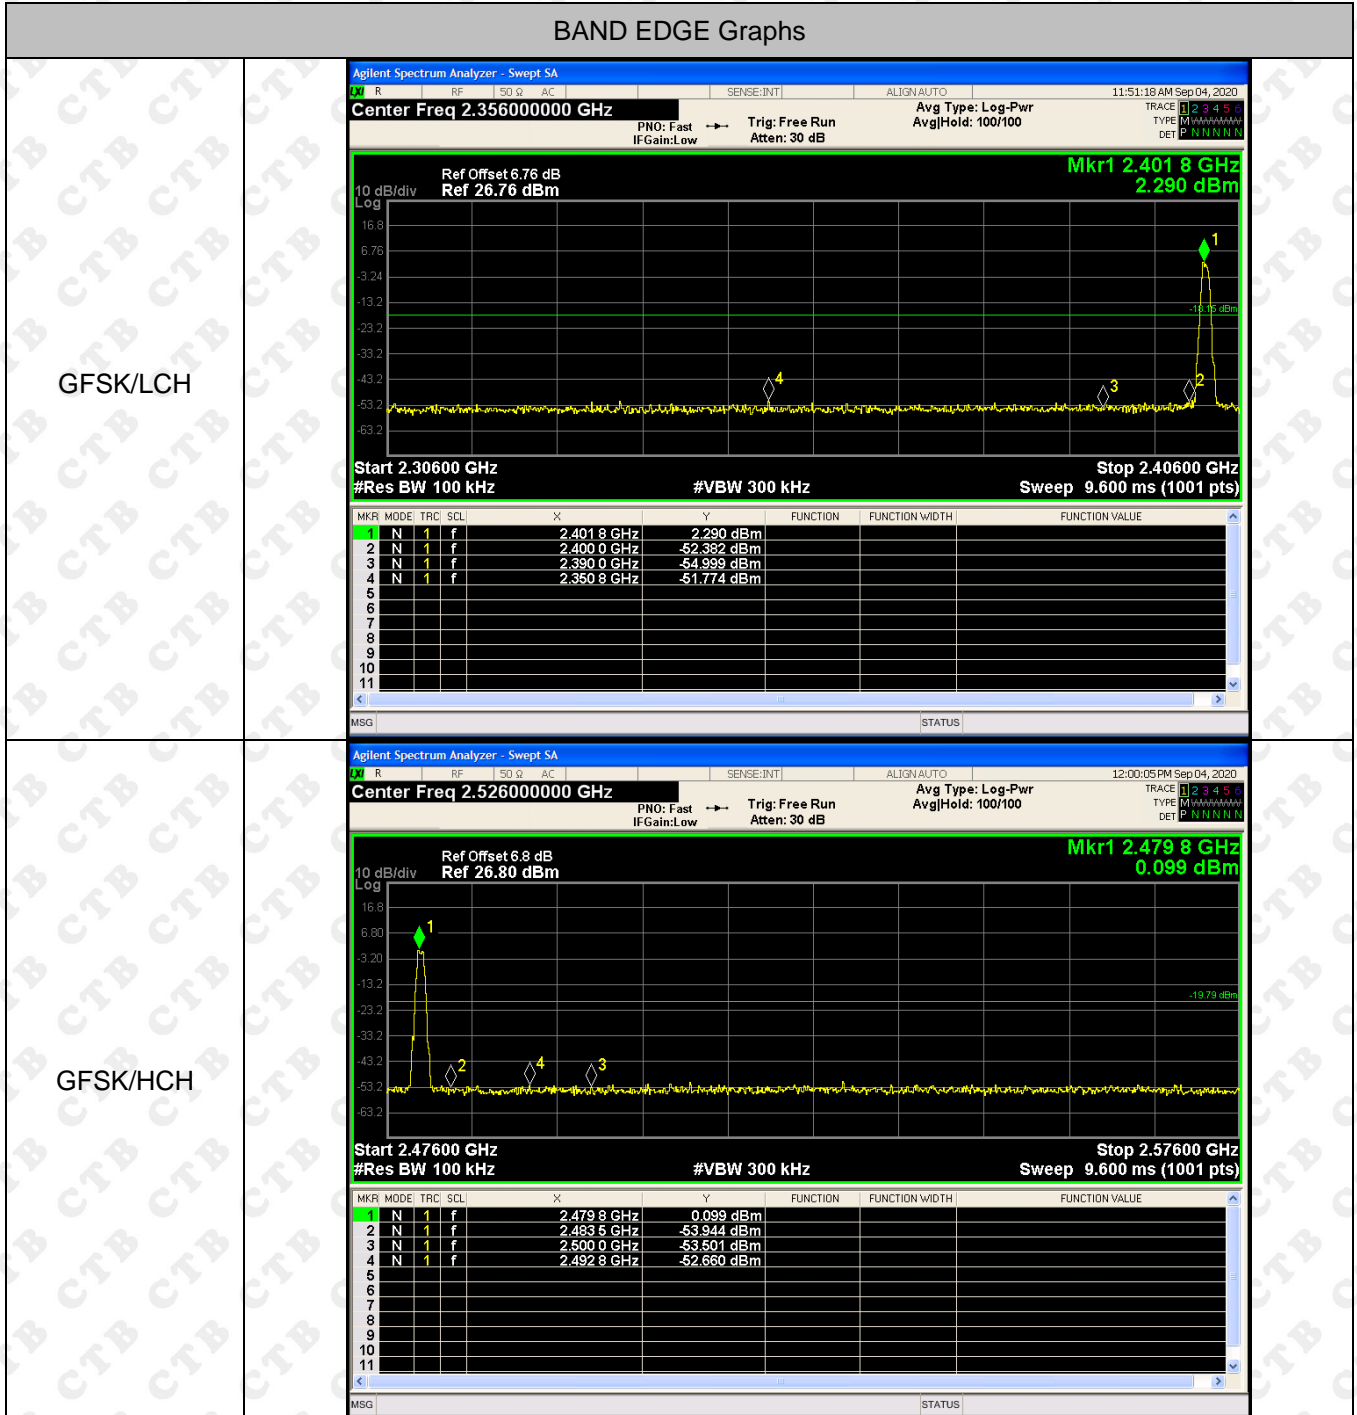 BAND EDGE Graphs
GFSK/LCH
Agilent Spectrum Analyzer - Swept SA
LXI R RF 50 Ω AC SENSE:INT ALIGN AUTO 11:51:18 AM Sep 04, 2020
Center Freq 2.356000000 GHz Avg Type: Log-Pwr TRACE 1 2 3 4 5 6
PNO: Fast Trig: Free Run Avg|Hold: 100/100 TYPE M WWWWW
IFGain:Low Atten: 30 dB DET P N N N N N
Mkr1 2.401 8 GHz
Ref Offset 6.76 dB
10 dB/div Ref 26.76 dBm 2.290 dBm
Log
16.8
6.76
-3.24
-13.2
-18.15 dBm
-23.2
-33.2
-43.2
-53.2
-63.2
1
2
3
4
Start 2.30600 GHz Stop 2.40600 GHz
#Res BW 100 kHz #VBW 300 kHz Sweep 9.600 ms (1001 pts)
MKR MODE TRC SCL X Y FUNCTION FUNCTION WIDTH FUNCTION VALUE
1 N 1 f 2.401 8 GHz 2.290 dBm
2 N 1 f 2.400 0 GHz -52.382 dBm
3 N 1 f 2.390 0 GHz -54.999 dBm
4 N 1 f 2.350 8 GHz -51.774 dBm
5
6
7
8
9
10
11
MSG STATUS
GFSK/HCH
Agilent Spectrum Analyzer - Swept SA
LXI R RF 50 Ω AC SENSE:INT ALIGN AUTO 12:00:05 PM Sep 04, 2020
Center Freq 2.526000000 GHz Avg Type: Log-Pwr TRACE 1 2 3 4 5 6
PNO: Fast Trig: Free Run Avg|Hold: 100/100 TYPE M WWWWW
IFGain:Low Atten: 30 dB DET P N N N N N
Mkr1 2.479 8 GHz
Ref Offset 6.8 dB
10 dB/div Ref 26.80 dBm 0.099 dBm
Log
16.8
6.80
-3.20
-13.2
-19.79 dBm
-23.2
-33.2
-43.2
-53.2
-63.2
1
2
4
3
Start 2.47600 GHz Stop 2.57600 GHz
#Res BW 100 kHz #VBW 300 kHz Sweep 9.600 ms (1001 pts)
MKR MODE TRC SCL X Y FUNCTION FUNCTION WIDTH FUNCTION VALUE
1 N 1 f 2.479 8 GHz 0.099 dBm
2 N 1 f 2.483 5 GHz -53.944 dBm
3 N 1 f 2.500 0 GHz -53.501 dBm
4 N 1 f 2.492 8 GHz -52.660 dBm
5
6
7
8
9
10
11
MSG STATUS